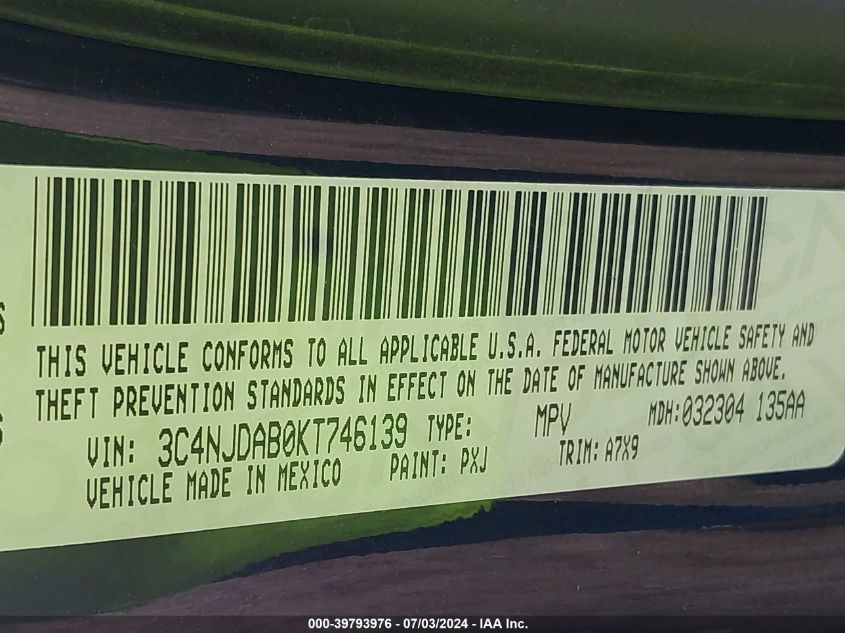 THIS VEHICLE CONFORMS TO ALL APPLICABLE U.S.A. FEDERAL MOTOR VEHICLE SAFETY AND
THEFT PREVENTION STANDARDS IN EFFECT ON THE DATE OF MANUFACTURE SHOWN ABOVE.
VIN: 3C4NJDAB0KT746139 TYPE: MPV MDH:032304 135AA
VEHICLE MADE IN MEXICO PAINT: PXJ TRIM: A7X9
000-39793976 / 07/03/2024 - IAA Inc.